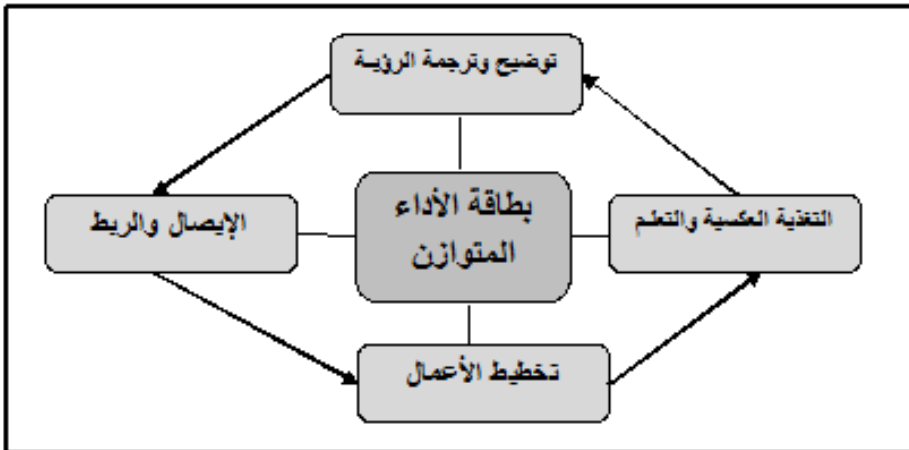 توضيح وترجمة الرؤية
بطاقة الأداء
المتوازن
التغذية العكسية والتعلم
الإيصال والربط
تخطيط الأعمال